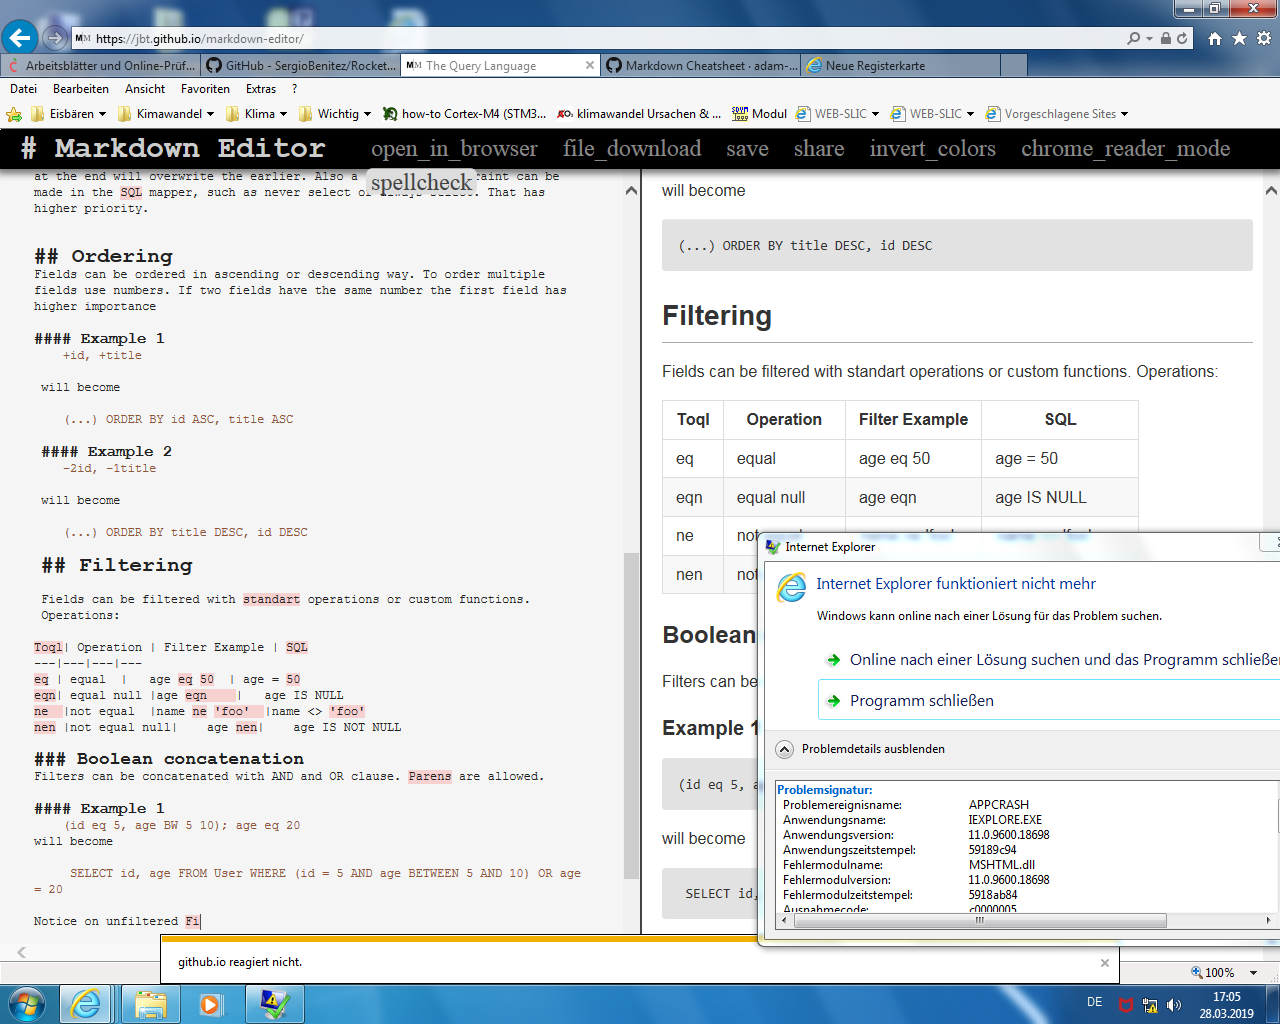 https://jbt.github.io/markdown-editor/
Arbeitsblätter und Online-Prüf...
GitHub - SergioBenitez/Rocket...
The Query Language
Markdown Cheatsheet · adam-...
Neue Registerkarte
Datei Bearbeiten Ansicht Favoriten Extras ?
Eisbären Klimawandel Klima Wichtig how-to Cortex-M4 (STM3... klimawandel Ursachen & ... Modul WEB-SLIC WEB-SLIC Vorgeschlagene Sites
# Markdown Editor open_in_browser file_download save share invert_colors chrome_reader_mode
spellcheck
at the end will overwrite the earlier. Also a raint can be
made in the SQL mapper, such as never select or always select. That has
higher priority.
## Ordering
Fields can be ordered in ascending or descending way. To order multiple
fields use numbers. If two fields have the same number the first field has
higher importance
#### Example 1
+id, +title
will become
(...) ORDER BY id ASC, title ASC
#### Example 2
-2id, -1title
will become
(...) ORDER BY title DESC, id DESC
## Filtering
Fields can be filtered with standart operations or custom functions.
Operations:
Toql| Operation | Filter Example | SQL
---|---|---|---
eq | equal | age eq 50 | age = 50
eqn| equal null |age eqn | age IS NULL
ne |not equal |name ne 'foo' |name <> 'foo'
nen |not equal null| age nen| age IS NOT NULL
### Boolean concatenation
Filters can be concatenated with AND and OR clause. Parens are allowed.
#### Example 1
(id eq 5, age BW 5 10); age eq 20
will become
SELECT id, age FROM User WHERE (id = 5 AND age BETWEEN 5 AND 10) OR age
= 20
Notice on unfiltered Fi
will become
(...) ORDER BY title DESC, id DESC
Filtering
Fields can be filtered with standart operations or custom functions. Operations:
Toql Operation Filter Example SQL
eq equal age eq 50 age = 50
eqn equal null age eqn age IS NULL
ne not
nen not
Boolean
Filters can be
Example 1
(id eq 5, a
will become
SELECT id,
Internet Explorer
Internet Explorer funktioniert nicht mehr
Windows kann online nach einer Lösung für das Problem suchen.
Online nach einer Lösung suchen und das Programm schließen
Programm schließen
Problemdetails ausblenden
Problemsignatur:
Problemereignisname: APPCRASH
Anwendungsname: IEXPLORE.EXE
Anwendungsversion: 11.0.9600.18698
Anwendungszeitstempel: 59189c94
Fehlermodulname: MSHTML.dll
Fehlermodulversion: 11.0.9600.18698
Fehlermodulzeitstempel: 5918ab84
Ausnahmecode: c0000005
github.io reagiert nicht.
100%
DE
17:05
28.03.2019